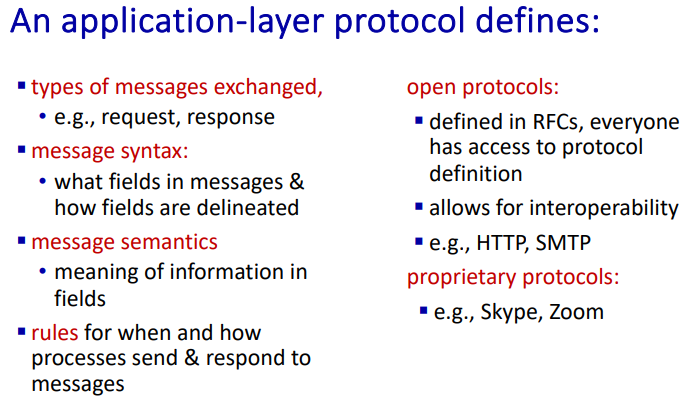 An application-layer protocol defines:
▪ types of messages exchanged,
• e.g., request, response
▪ message syntax:
• what fields in messages &
how fields are delineated
▪ message semantics
• meaning of information in
fields
▪ rules for when and how
processes send & respond to
messages
open protocols:
▪ defined in RFCs, everyone
has access to protocol
definition
▪ allows for interoperability
▪ e.g., HTTP, SMTP
proprietary protocols:
▪ e.g., Skype, Zoom